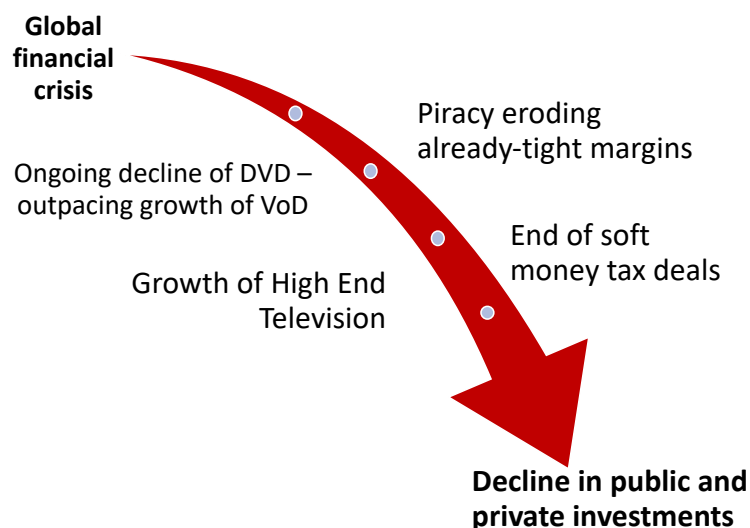 Global
financial
crisis
Piracy eroding
already-tight margins
Ongoing decline of DVD –
outpacing growth of VoD
End of soft
money tax deals
Growth of High End
Television
Decline in public and
private investments